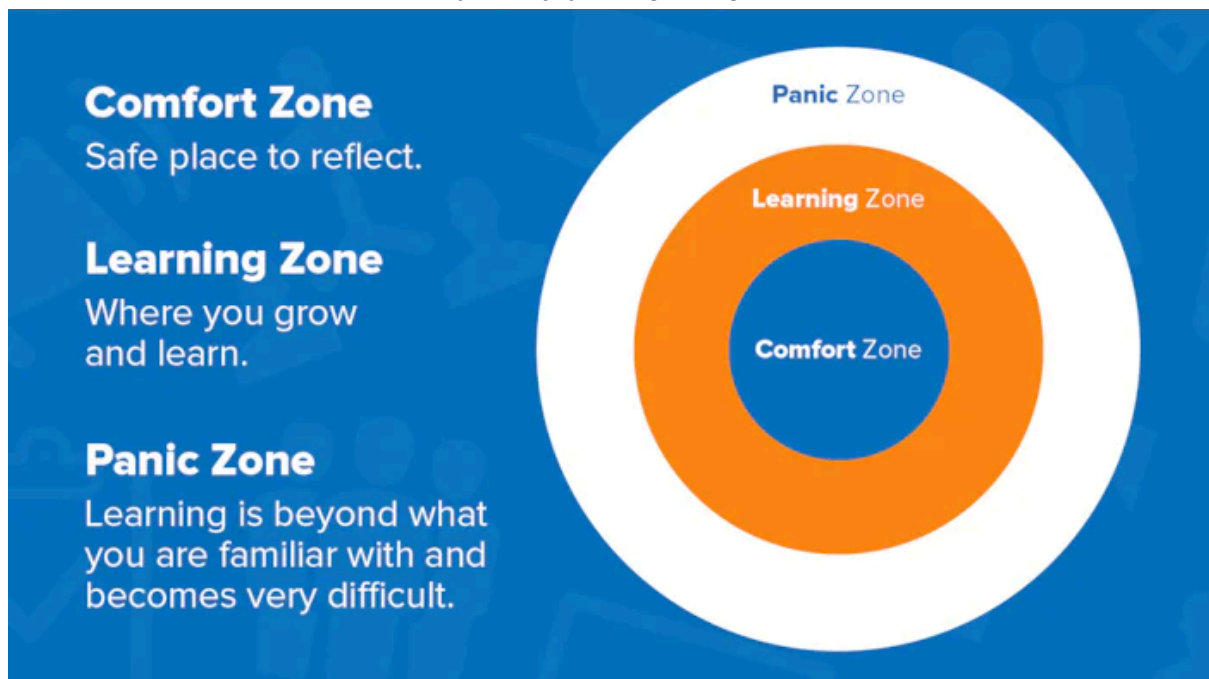 Comfort Zone
Safe place to reflect.
Learning Zone
Where you grow
and learn.
Panic Zone
Learning is beyond what
you are familiar with and
becomes very difficult.
Panic Zone
Learning Zone
Comfort Zone